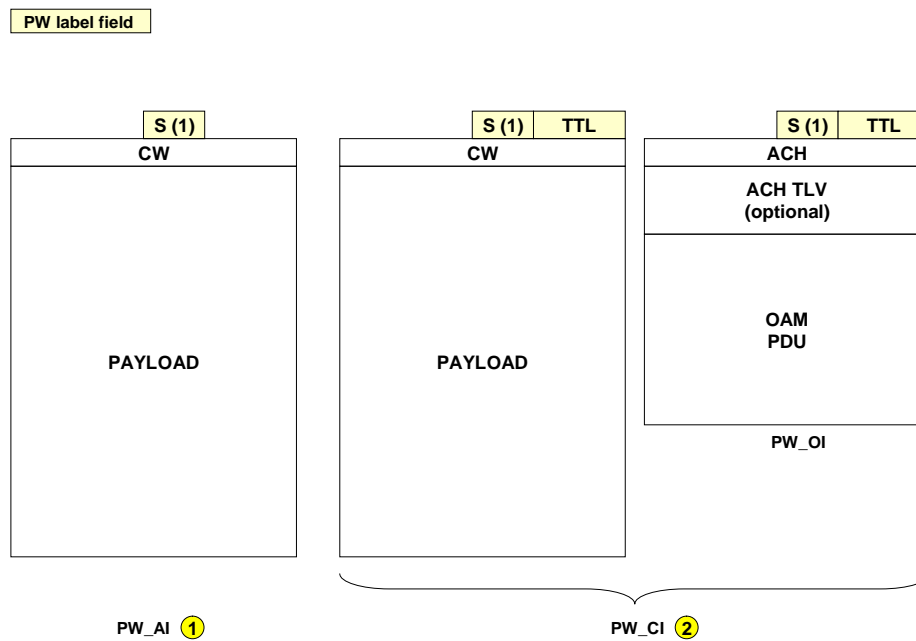 PW label field
S (1)
CW
PAYLOAD
PW_AI 1
S (1) TTL
CW
PAYLOAD
S (1) TTL
ACH
ACH TLV
(optional)
OAM
PDU
PW_OI
PW_CI 2